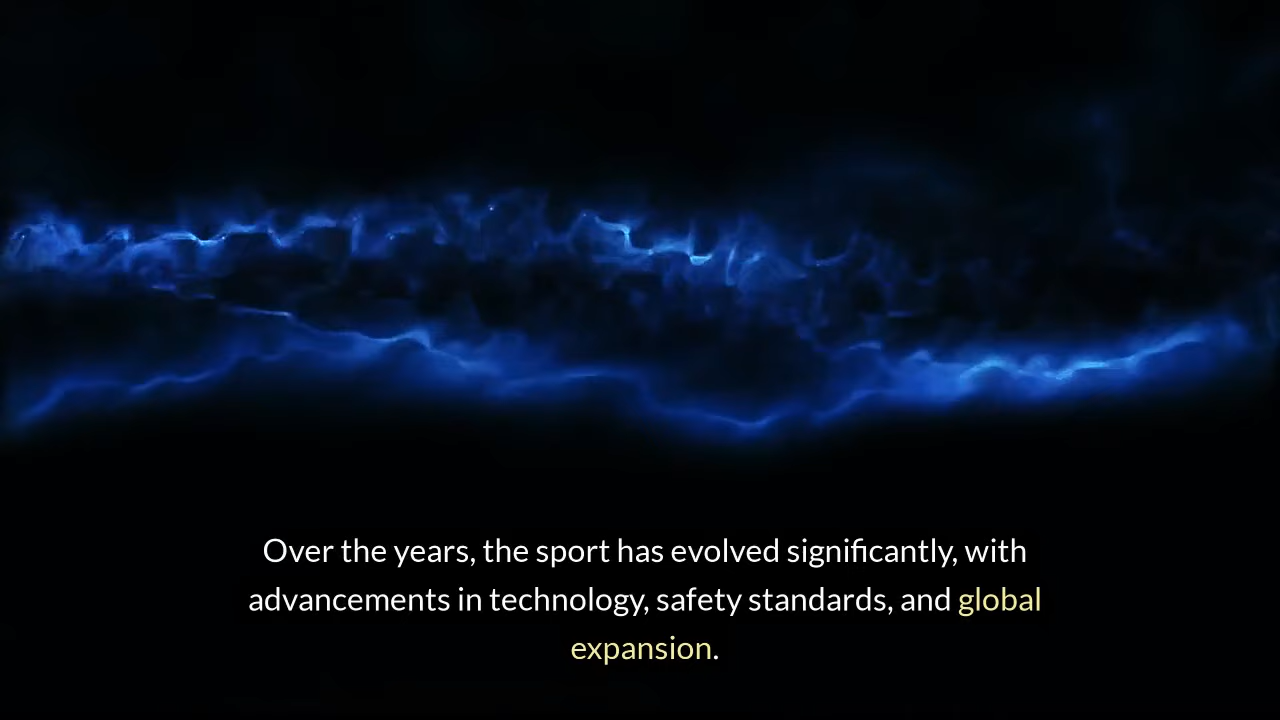 Over the years, the sport has evolved significantly, with
advancements in technology, safety standards, and global
expansion.